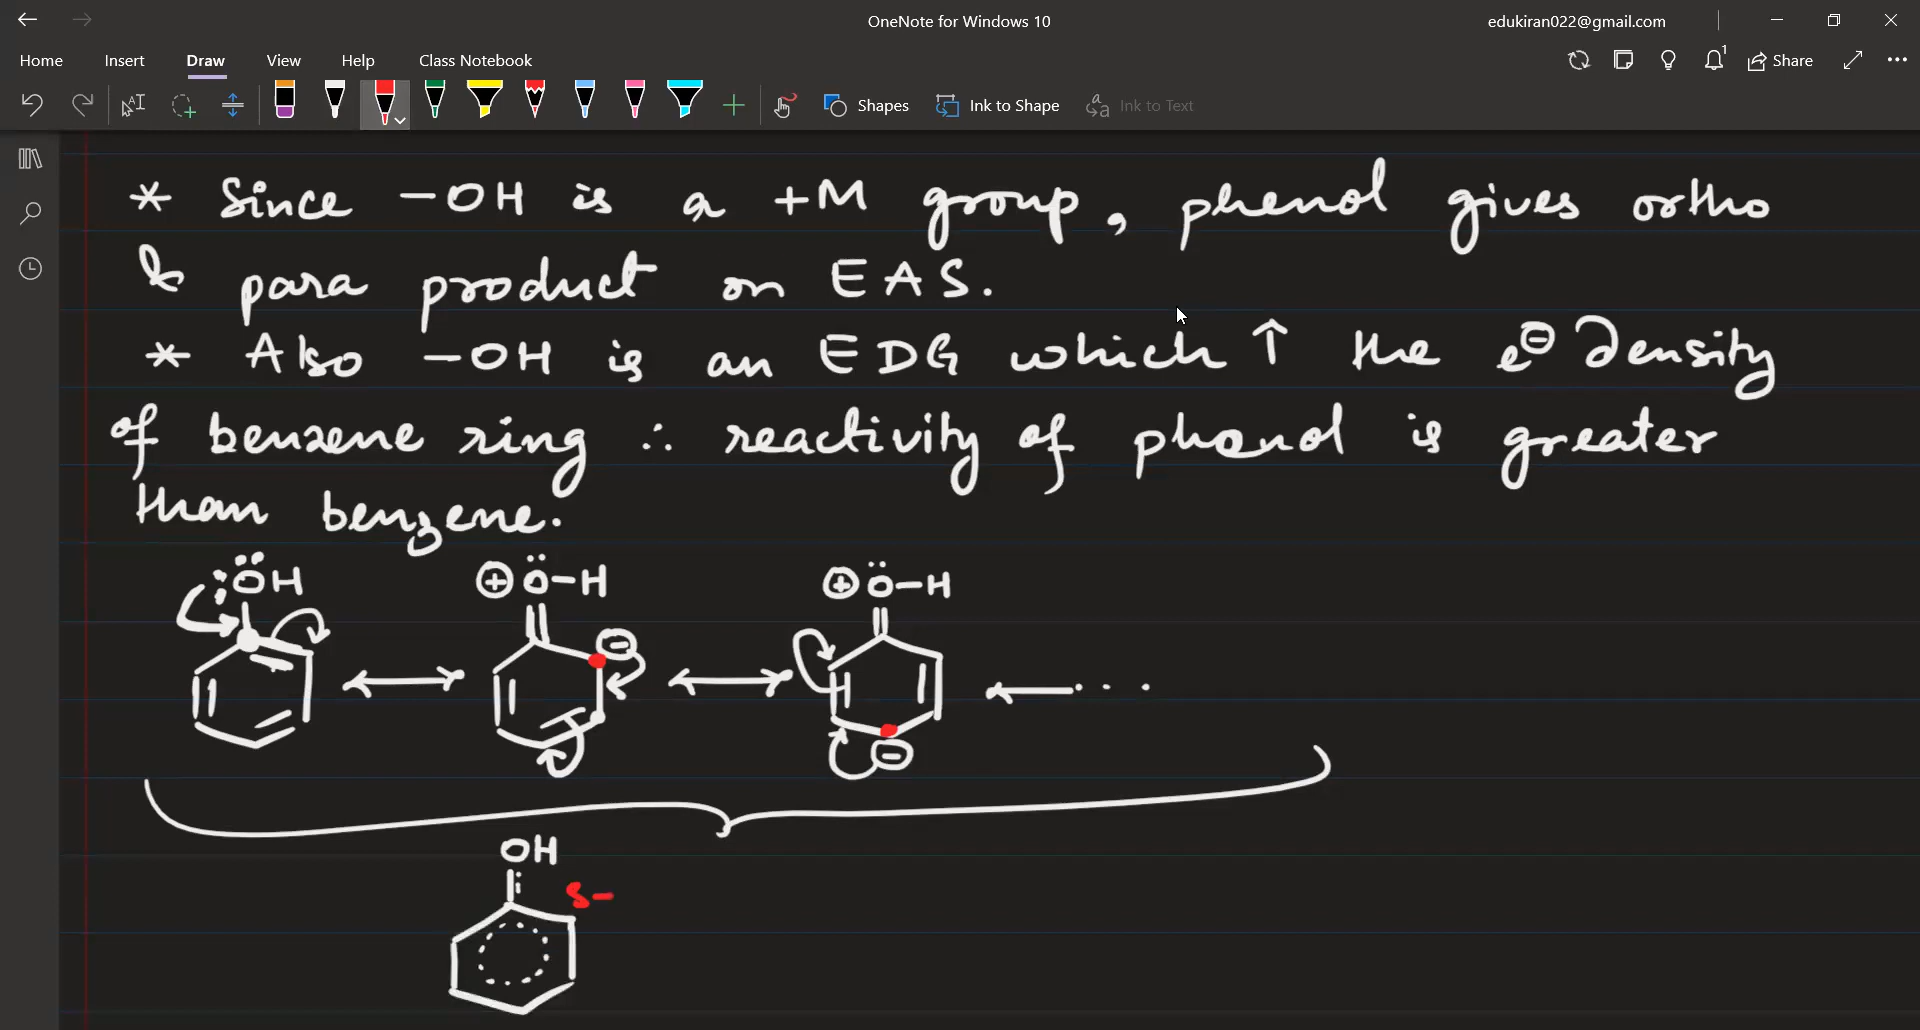 OneNote for Windows 10
edukiran022@gmail.com
Home Insert Draw View Help Class Notebook
1 Share
Shapes Ink to Shape Ink to Text
* Since -OH is a +M group, phenol gives ortho
& para product on EAS.
* Also -OH is an EDG which ↑ the e⊖ density
of benzene ring ∴ reactivity of phenol is greater
than benzene.
:ÖH ⊕ Ö-H ⊕ Ö-H
⊖
⊖
OH
δ-